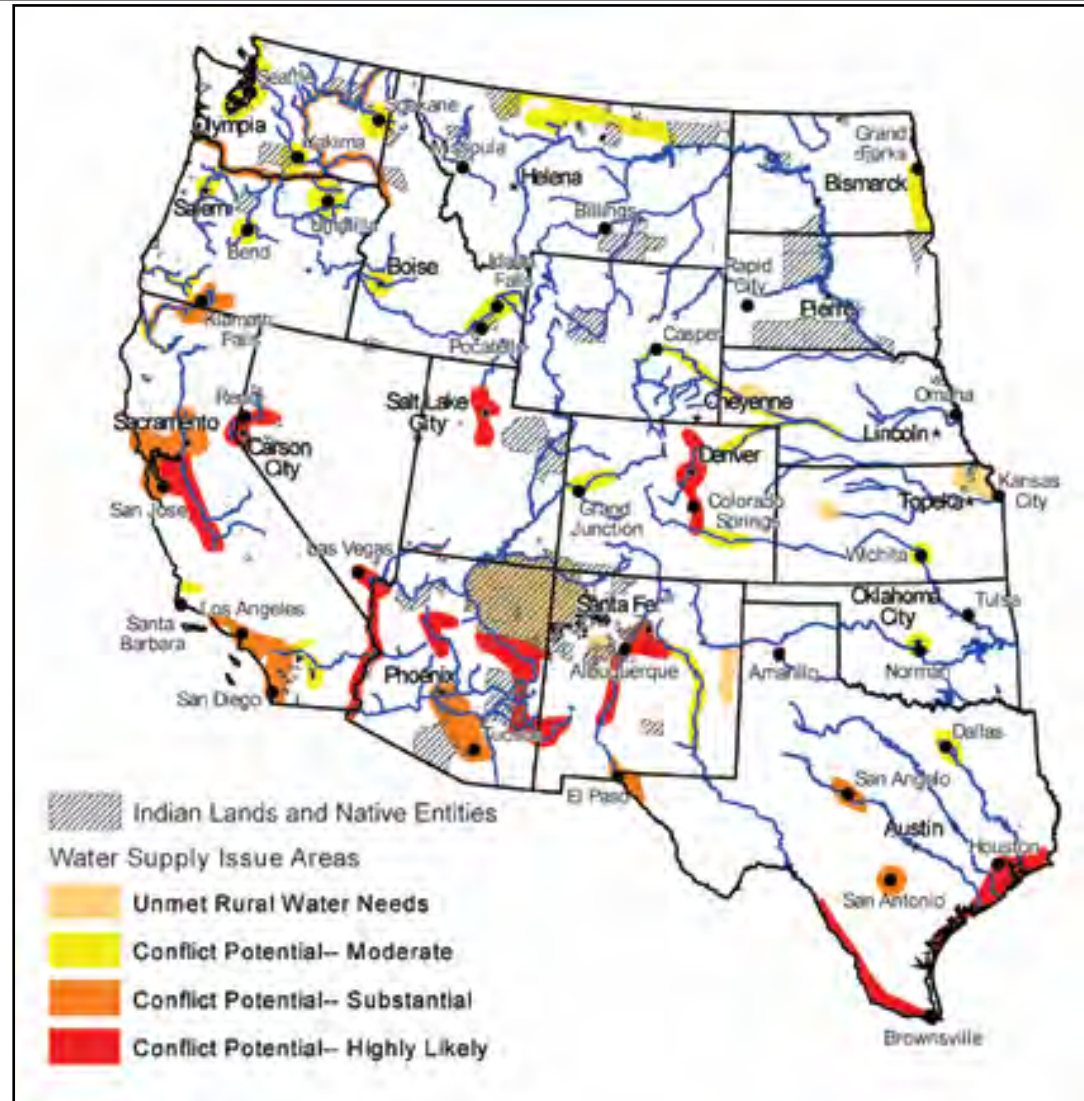 Seattle
Spokane
Olympia
Yakima
Missoula
Grand
Forks
Helena
Bismarck
Salem
Umatilla
Billings
Bend
Boise
Idaho
Falls
Rapid
City
Pierre
Klamath
Falls
Pocatello
Casper
Reno
Salt Lake
City
Cheyenne
Omaha
Sacramento
Lincoln
Carson
City
Denver
Kansas
City
Topeka
San Jose
Grand
Junction
Colorado
Springs
Las Vegas
Wichita
Oklahoma
City
Tulsa
Los Angeles
Santa Fe
Santa
Barbara
Phoenix
Albuquerque
Amarillo
Norman
San Diego
Tucson
Dallas
El Paso
San Angelo
Austin
Houston
San Antonio
Brownsville
Indian Lands and Native Entities
Water Supply Issue Areas
Unmet Rural Water Needs
Conflict Potential-- Moderate
Conflict Potential-- Substantial
Conflict Potential-- Highly Likely